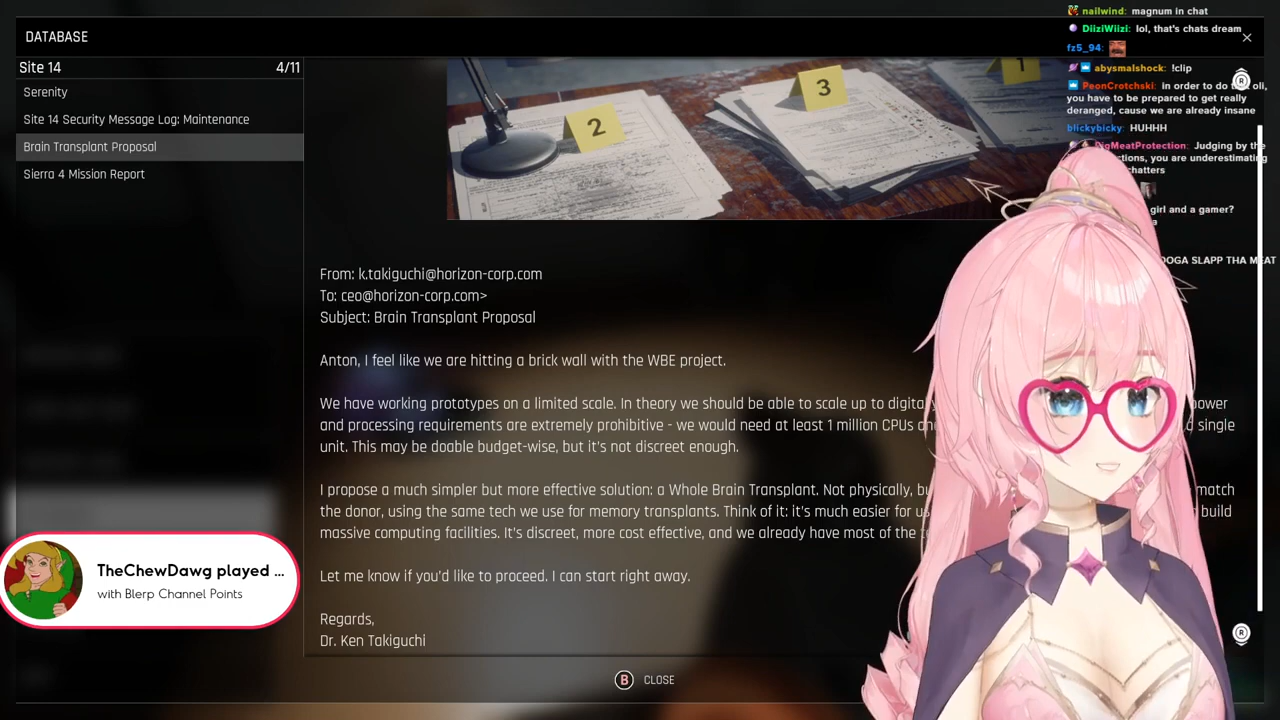 DATABASE
Site 14 4/11
Serenity
Site 14 Security Message Log: Maintenance
Brain Transplant Proposal
Sierra 4 Mission Report
2
3
1
From: k.takiguchi@horizon-corp.com
To: ceo@horizon-corp.com>
Subject: Brain Transplant Proposal
Anton, I feel like we are hitting a brick wall with the WBE project.
We have working prototypes on a limited scale. In theory we should be able to scale up to power
and processing requirements are extremely prohibitive - we would need at least 1 million CPUs single
unit. This may be doable budget-wise, but it's not discreet enough.
I propose a much simpler but more effective solution: a Whole Brain Transplant. Not physically, match
the donor, using the same tech we use for memory transplants. Think of it: it's much easier for build
massive computing facilities. It's discreet, more cost effective, and we already have most of the
Let me know if you'd like to proceed. I can start right away.
Regards,
Dr. Ken Takiguchi
B CLOSE
R
R
TheChewDawg played ...
with Blerp Channel Points
nailwind: magnum in chat
DiiziWiizi: lol, that's chats dream
fz5_94:
abysmalshock: !clip
PeonCrotchski: in order to do oli,
you have to be prepared to get really
deranged, cause we are already insane
blickybicky: HUHHH
igMeatProtection: Judging by the
ctions, you are underestimating
chatters
girl and a gamer?
OOGA SLAPP THA MEAT